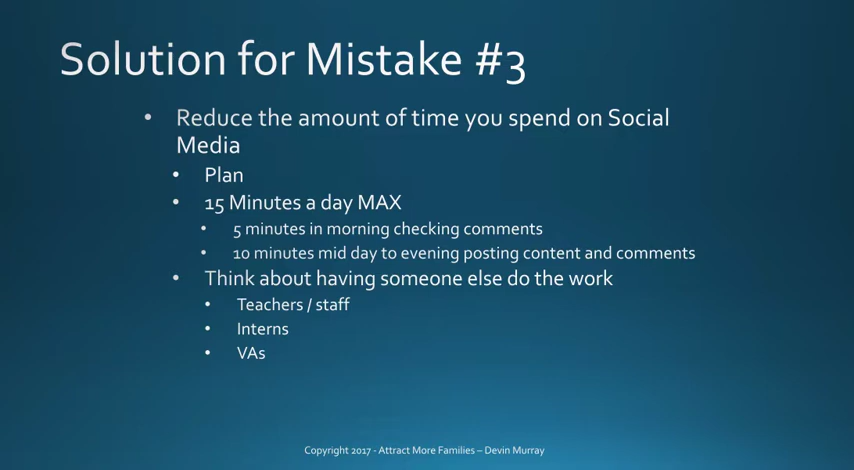 Solution for Mistake #3
• Reduce the amount of time you spend on Social
Media
• Plan
• 15 Minutes a day MAX
• 5 minutes in morning checking comments
• 10 minutes mid day to evening posting content and comments
• Think about having someone else do the work
• Teachers / staff
• Interns
• VAs
Copyright 2017 - Attract More Families – Devin Murray